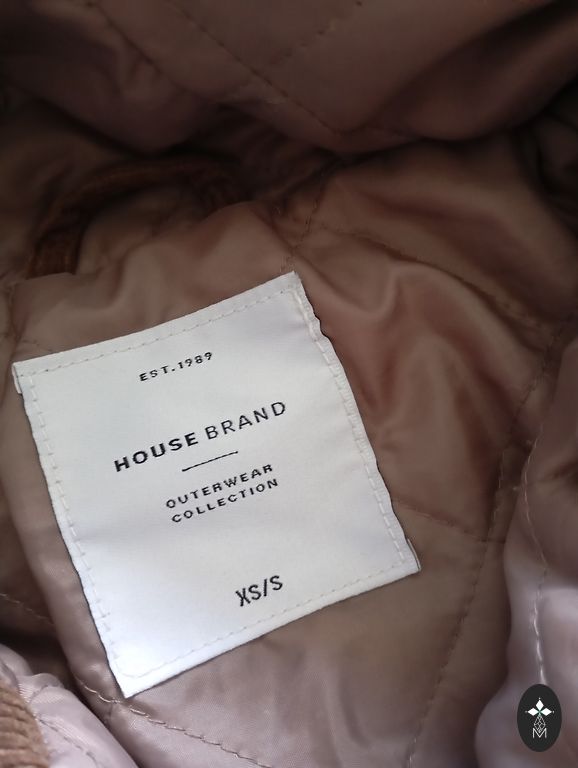 EST.1989
HOUSE BRAND
OUTERWEAR
COLLECTION
XS/S
M